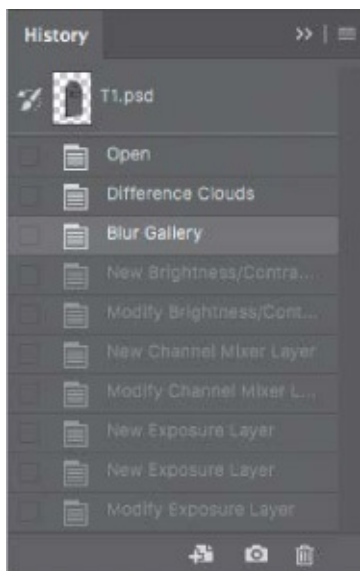 History
T1.psd
Open
Difference Clouds
Blur Gallery
New Brightness/Contra...
Modify Brightness/Cont...
New Channel Mixer Layer
Modify Channel Mixer L...
New Exposure Layer
New Exposure Layer
Modify Exposure Layer